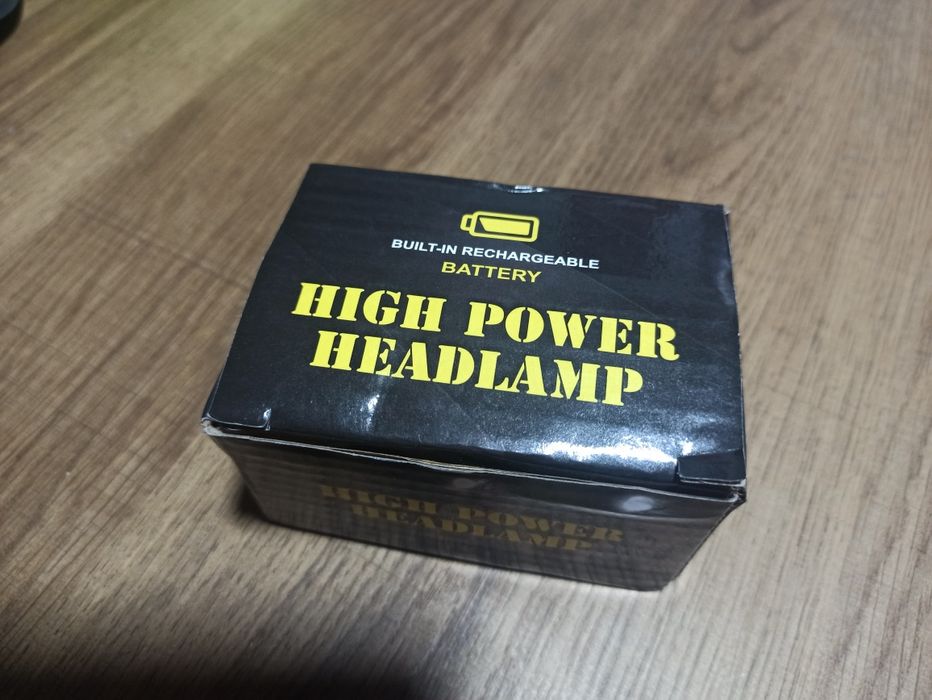 BUILT-IN RECHARGEABLE
BATTERY
HIGH POWER
HEADLAMP
HIGH POWER
HEADLAMP